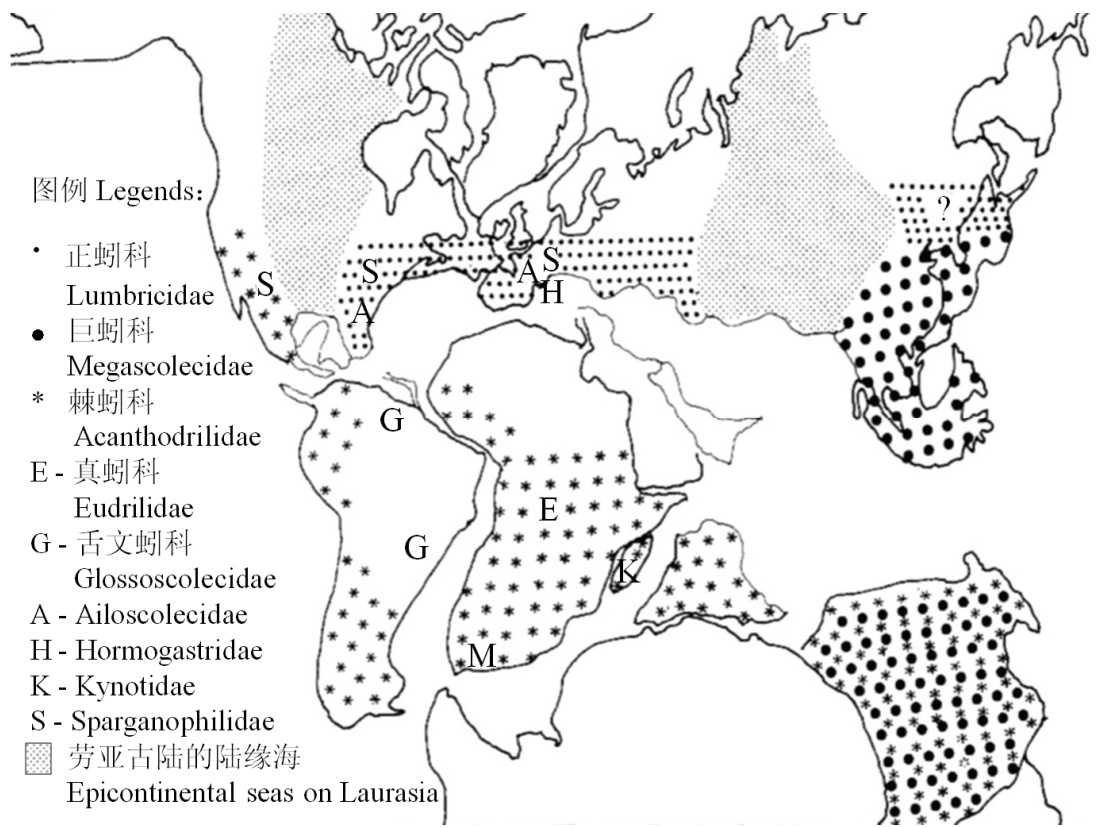 图例 Legends:
· 正蚓科
Lumbricidae
● 巨蚓科
Megascolecidae
* 棘蚓科
Acanthodrilidae
E - 真蚓科
Eudrilidae
G - 舌文蚓科
Glossoscolecidae
A - Ailoscolecidae
H - Hormogastridae
K - Kynotidae
S - Sparganophilidae
劳亚古陆的陆缘海
Epicontinental seas on Laurasia
?
S
S
A
S
H
A
G
E
G
K
M